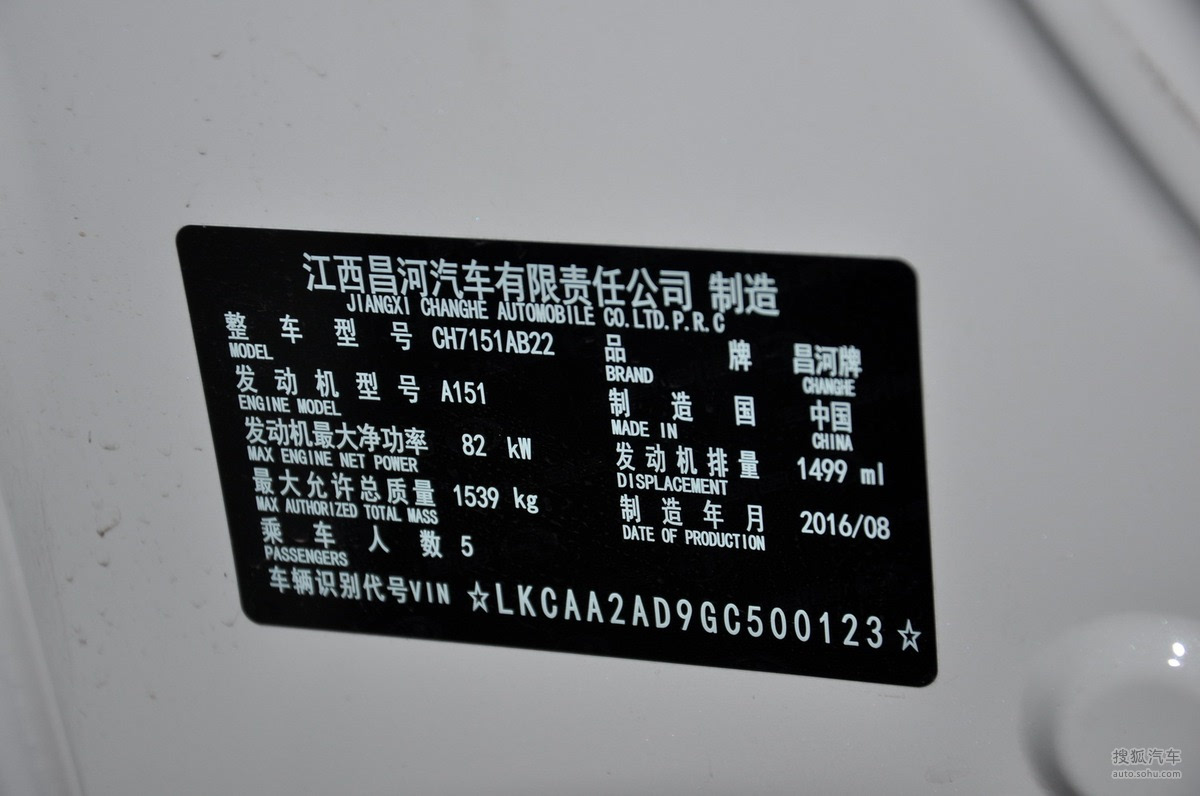 江西昌河汽车有限责任公司 制造
JIANGXI CHANGHE AUTOMOBILE CO.LTD.P.R.C
整车型号 CH7151AB22 品牌 昌河牌
MODEL BRAND CHANGHE
发动机型号 A151 制造国 中国
ENGINE MODEL MADE IN CHINA
发动机最大净功率 82 kW 发动机排量 1499 ml
MAX ENGINE NET POWER DISPLACEMENT
最大允许总质量 1539 kg 制造年月 2016/08
MAX AUTHORIZED TOTAL MASS DATE OF PRODUCTION
乘车人数 5
PASSENGERS
车辆识别代号VIN ☆LKCAA2AD9GC500123☆
搜狐汽车
auto.sohu.com